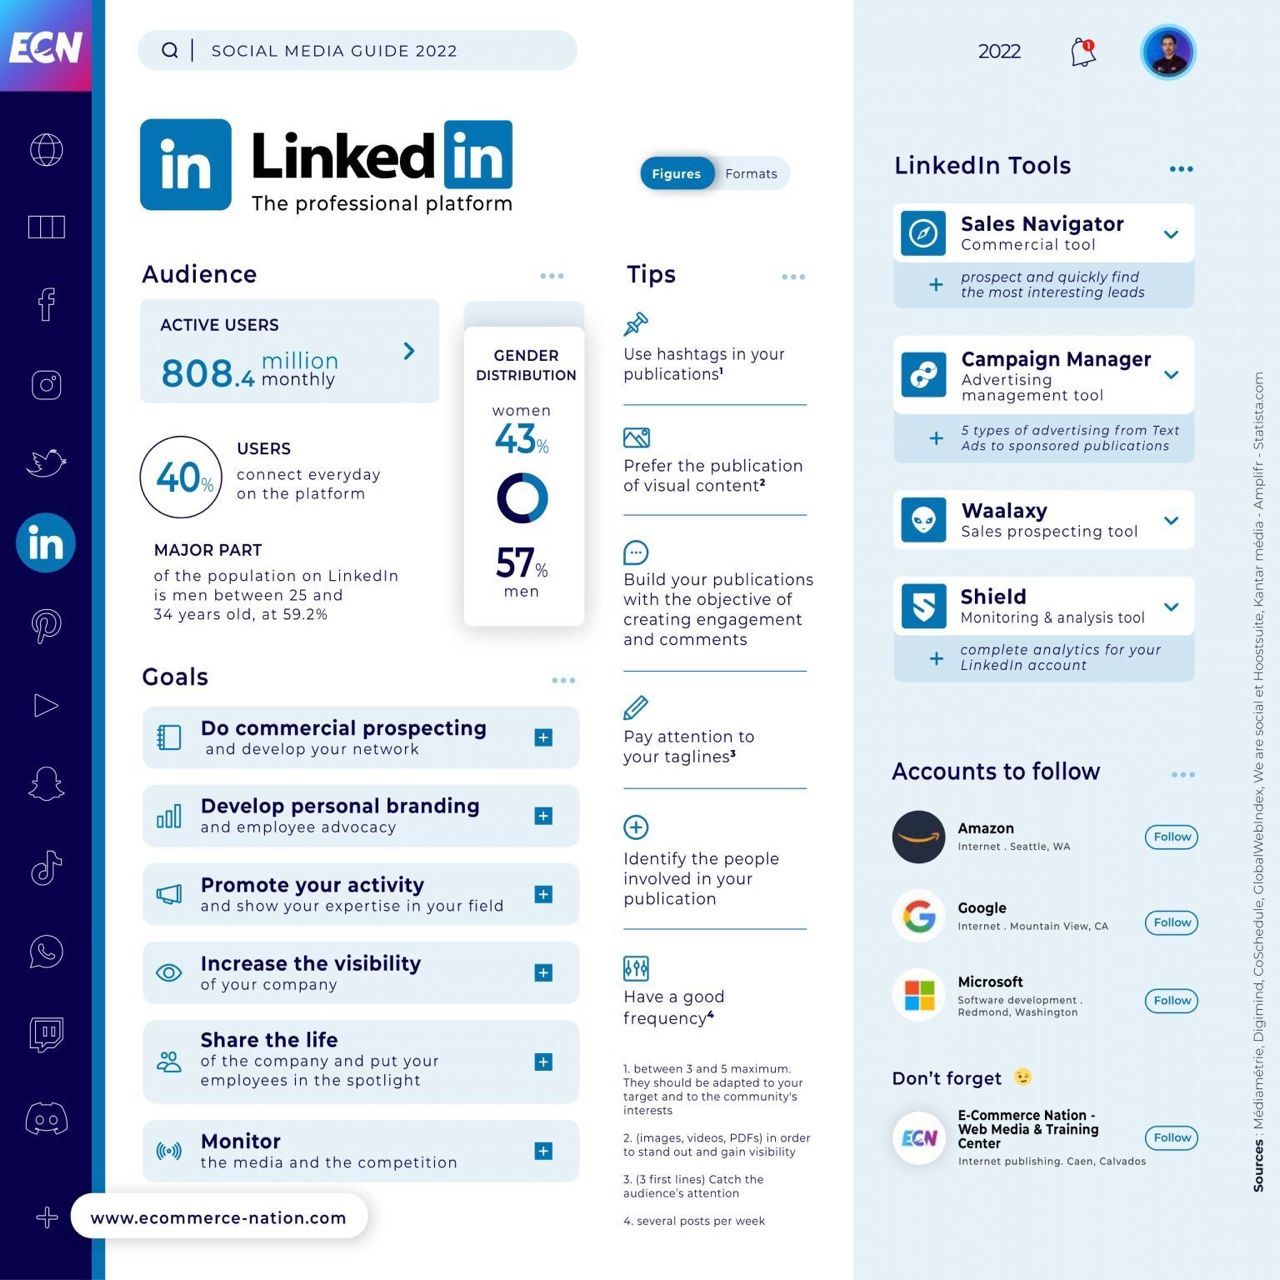 ECN
SOCIAL MEDIA GUIDE 2022
2022
1
in
Linked in
The professional platform
Figures
Formats
Audience
ACTIVE USERS
808.4 million
monthly
40%
USERS
connect everyday
on the platform
MAJOR PART
of the population on LinkedIn
is men between 25 and
34 years old, at 59.2%
GENDER
DISTRIBUTION
women
43%
57%
men
Goals
Do commercial prospecting
and develop your network
Develop personal branding
and employee advocacy
Promote your activity
and show your expertise in your field
Increase the visibility
of your company
Share the life
of the company and put your
employees in the spotlight
Monitor
the media and the competition
www.ecommerce-nation.com
in
Tips
Use hashtags in your
publications¹
Prefer the publication
of visual content²
Build your publications
with the objective of
creating engagement
and comments
Pay attention to
your taglines³
Identify the people
involved in your
publication
Have a good
frequency⁴
1. between 3 and 5 maximum.
They should be adapted to your
target and to the community's
interests
2. (images, videos, PDFs) in order
to stand out and gain visibility
3. (3 first lines) Catch the
audience's attention
4. several posts per week
LinkedIn Tools
Sales Navigator
Commercial tool
+ prospect and quickly find
the most interesting leads
Campaign Manager
Advertising
management tool
+ 5 types of advertising from Text
Ads to sponsored publications
Waalaxy
Sales prospecting tool
Shield
Monitoring & analysis tool
+ complete analytics for your
LinkedIn account
Accounts to follow
Amazon
Internet . Seattle, WA
Follow
Google
Internet . Mountain View, CA
Follow
Microsoft
Software development .
Redmond, Washington
Follow
Don't forget
ECN
E-Commerce Nation -
Web Media & Training
Center
Internet publishing. Caen, Calvados
Follow
Sources : Médiamétrie, Digimind, CoSchedule, GlobalWebIndex, We are social et Hoostsuite, Kantar média - Amplifr - Statista.com